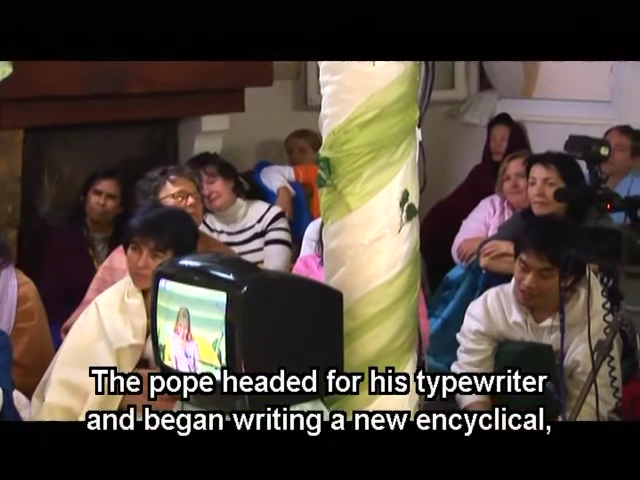 The pope headed for his typewriter
and began writing a new encyclical,